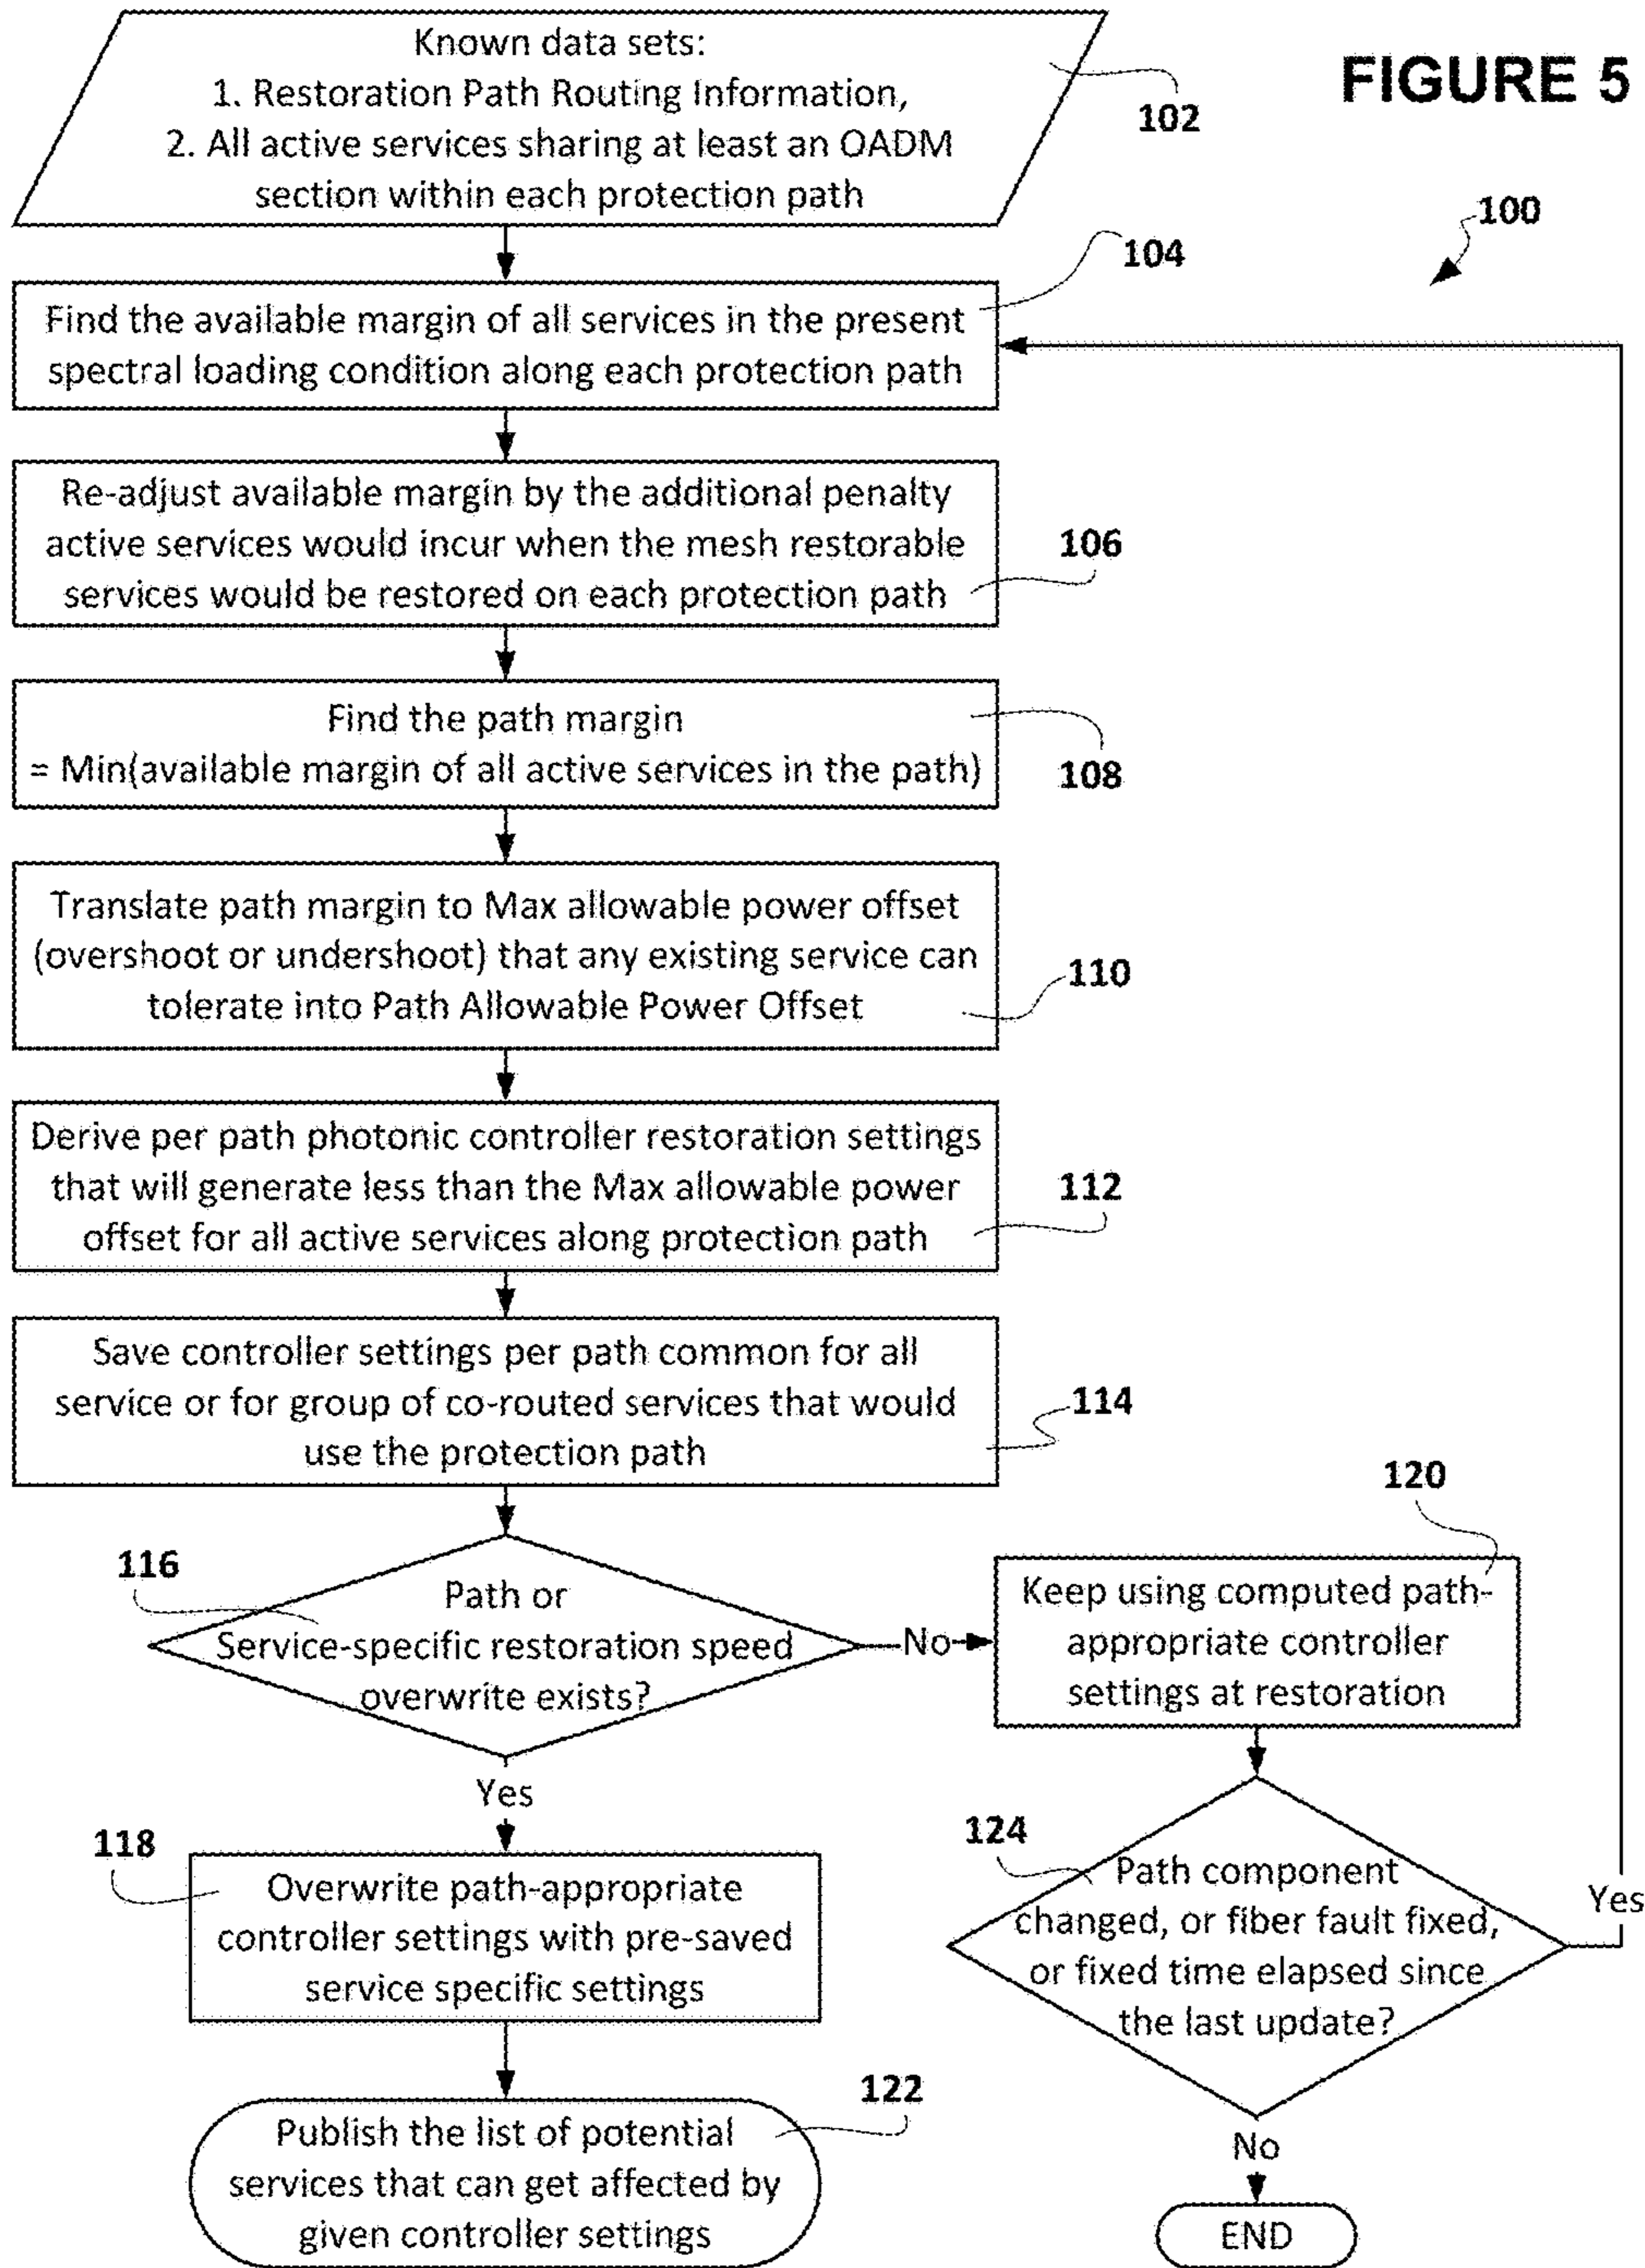 Known data sets:
1. Restoration Path Routing Information,
2. All active services sharing at least an OADM
section within each protection path
102
FIGURE 5
100
104
Find the available margin of all services in the present
spectral loading condition along each protection path
Re-adjust available margin by the additional penalty
active services would incur when the mesh restorable
services would be restored on each protection path
106
Find the path margin
= Min(available margin of all active services in the path)
108
Translate path margin to Max allowable power offset
(overshoot or undershoot) that any existing service can
tolerate into Path Allowable Power Offset
110
Derive per path photonic controller restoration settings
that will generate less than the Max allowable power
offset for all active services along protection path
112
Save controller settings per path common for all
service or for group of co-routed services that would
use the protection path
114
116
Path or
Service-specific restoration speed
overwrite exists?
No
120
Keep using computed path-
appropriate controller
settings at restoration
Yes
118
Overwrite path-appropriate
controller settings with pre-saved
service specific settings
124
Path component
changed, or fiber fault fixed,
or fixed time elapsed since
the last update?
Yes
122
Publish the list of potential
services that can get affected by
given controller settings
No
END